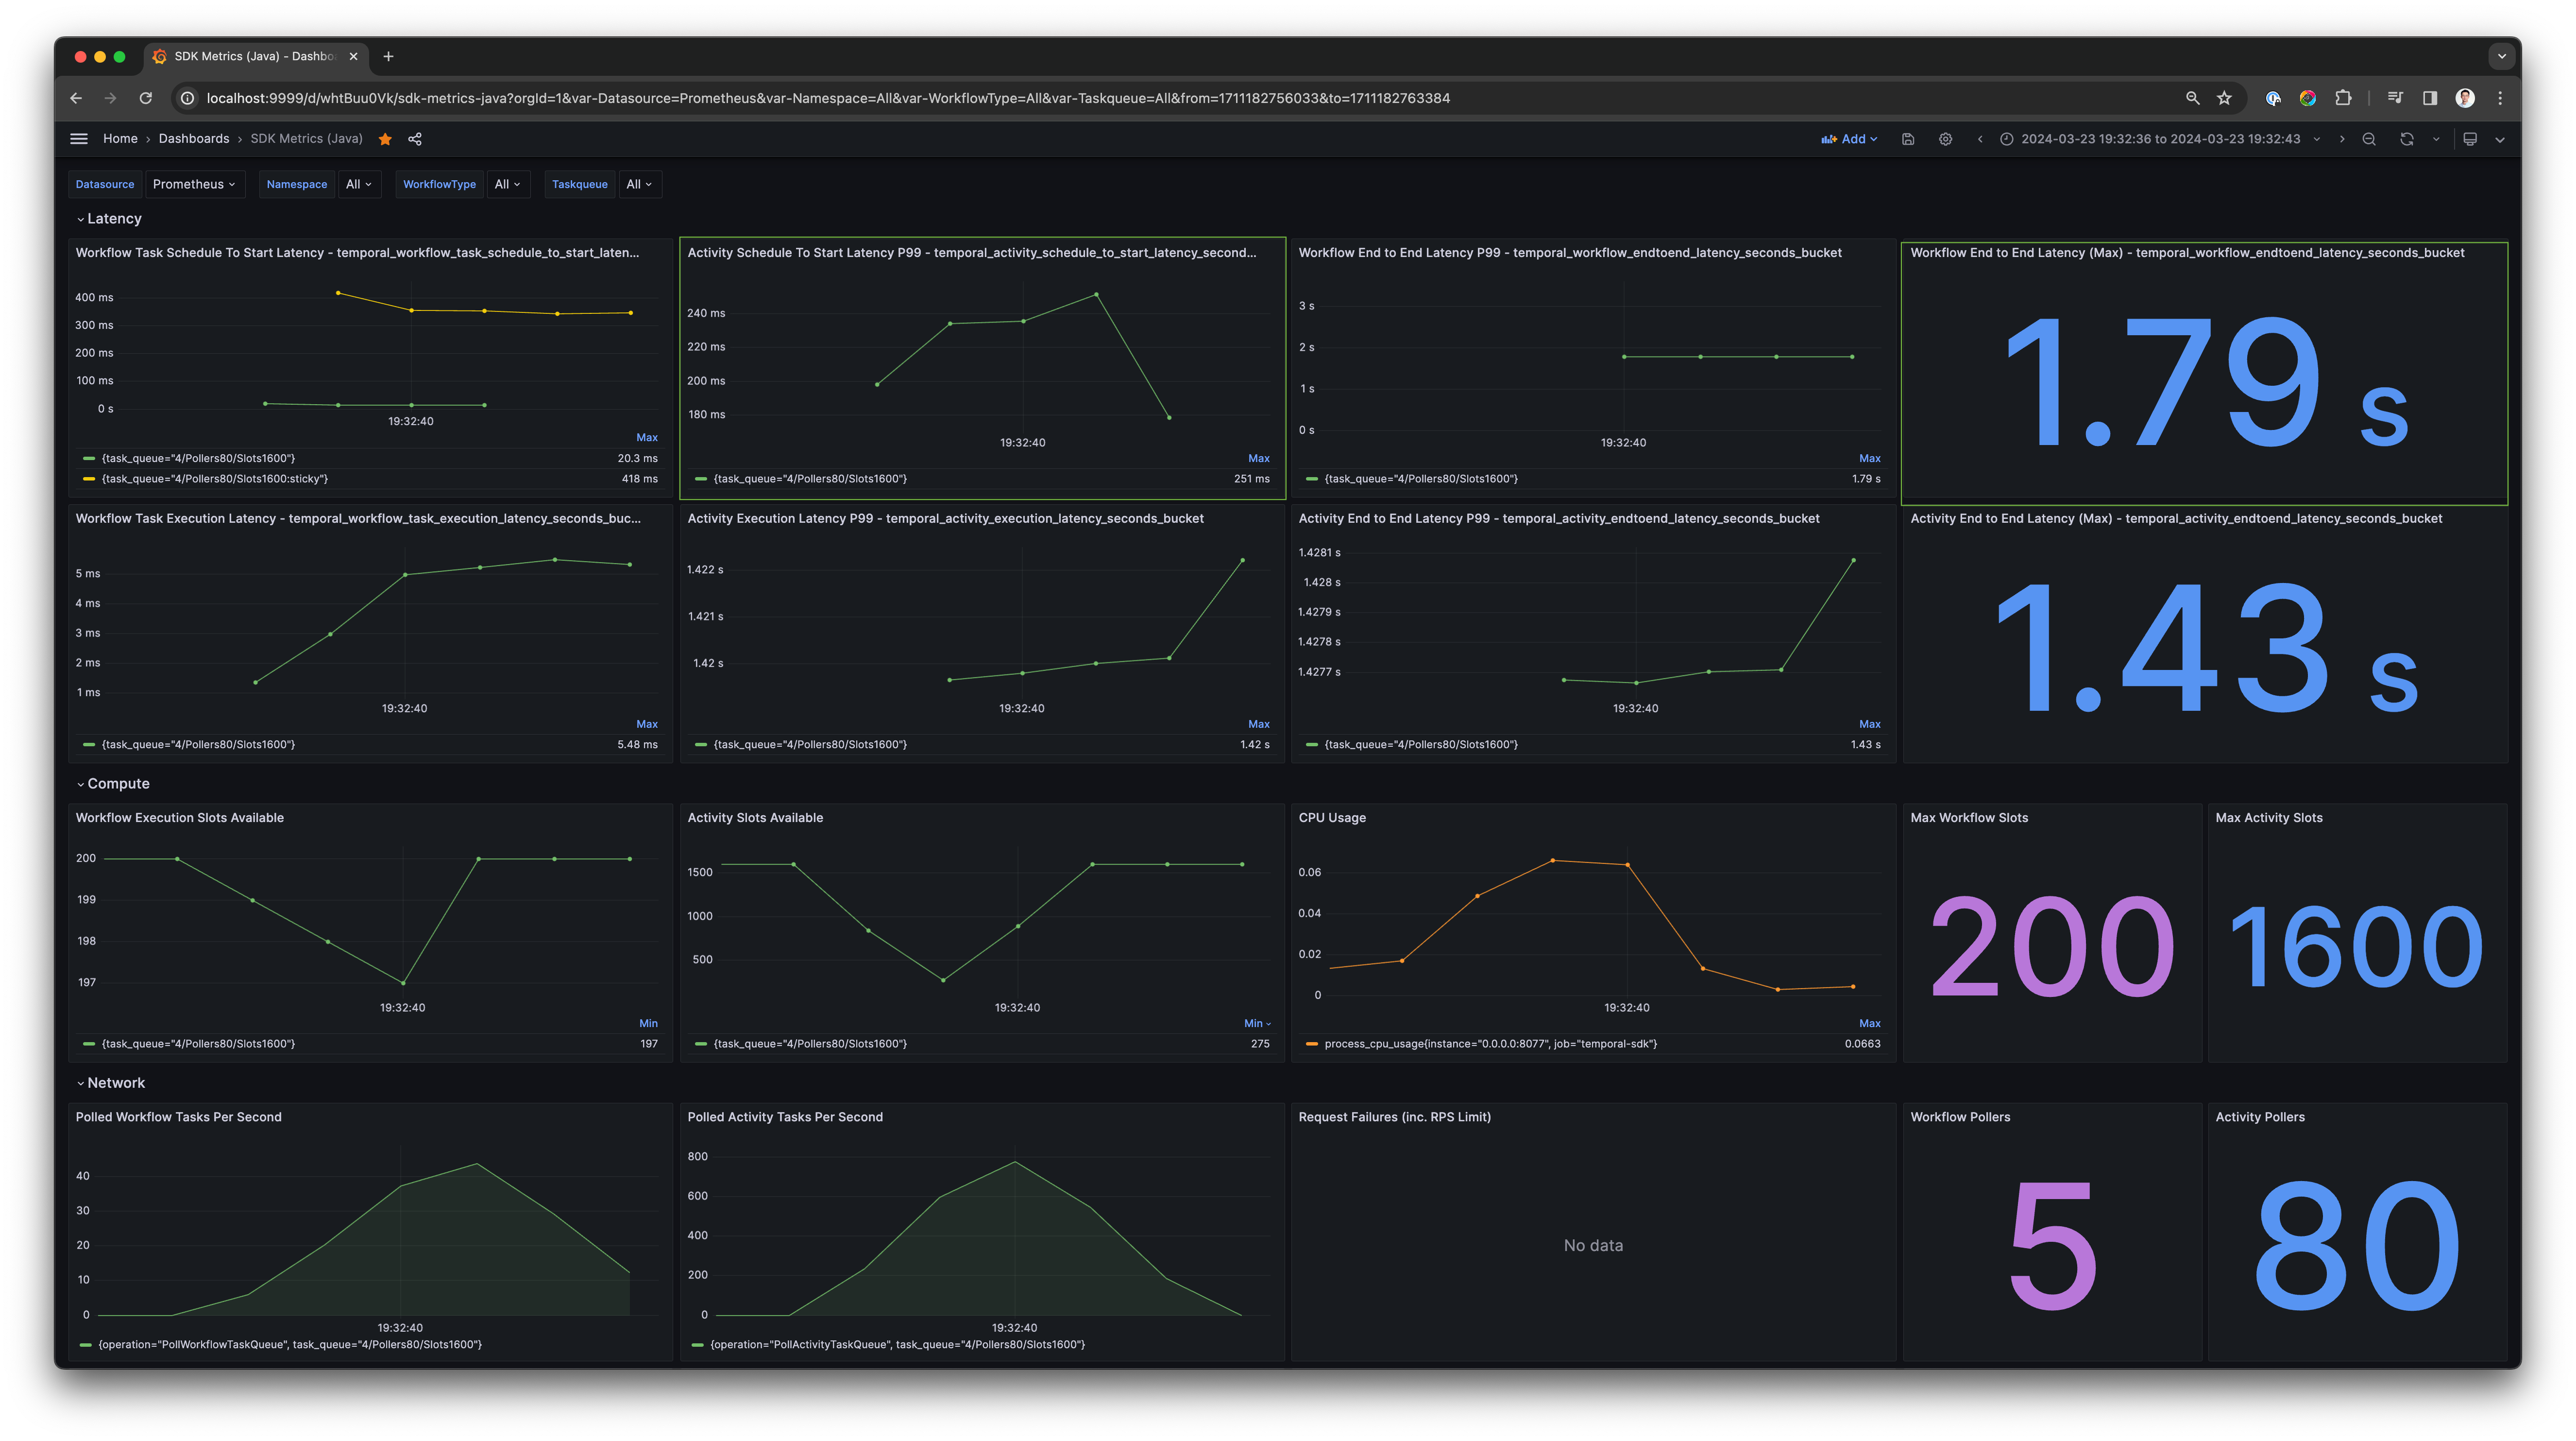 SDK Metrics (Java) - Dashbo
localhost:9999/d/whtBuu0Vk/sdk-metrics-java?orgId=1&var-Datasource=Prometheus&var-Namespace=All&var-WorkflowType=All&var-Taskqueue=All&from=1711182756033&to=1711182763384
Home › Dashboards › SDK Metrics (Java)
Add
2024-03-23 19:32:36 to 2024-03-23 19:32:43
Datasource Prometheus Namespace All WorkflowType All Taskqueue All
Latency
Workflow Task Schedule To Start Latency - temporal_workflow_task_schedule_to_start_laten...
400 ms
300 ms
200 ms
100 ms
0 s
19:32:40
Max
{task_queue="4/Pollers80/Slots1600"} 20.3 ms
{task_queue="4/Pollers80/Slots1600:sticky"} 418 ms
Activity Schedule To Start Latency P99 - temporal_activity_schedule_to_start_latency_second...
240 ms
220 ms
200 ms
180 ms
19:32:40
Max
{task_queue="4/Pollers80/Slots1600"} 251 ms
Workflow End to End Latency P99 - temporal_workflow_endtoend_latency_seconds_bucket
3 s
2 s
1 s
0 s
19:32:40
Max
{task_queue="4/Pollers80/Slots1600"} 1.79 s
Workflow End to End Latency (Max) - temporal_workflow_endtoend_latency_seconds_bucket
1.79 s
Workflow Task Execution Latency - temporal_workflow_task_execution_latency_seconds_buc...
5 ms
4 ms
3 ms
2 ms
1 ms
19:32:40
Max
{task_queue="4/Pollers80/Slots1600"} 5.48 ms
Activity Execution Latency P99 - temporal_activity_execution_latency_seconds_bucket
1.422 s
1.421 s
1.42 s
19:32:40
Max
{task_queue="4/Pollers80/Slots1600"} 1.42 s
Activity End to End Latency P99 - temporal_activity_endtoend_latency_seconds_bucket
1.4281 s
1.428 s
1.4279 s
1.4278 s
1.4277 s
19:32:40
Max
{task_queue="4/Pollers80/Slots1600"} 1.43 s
Activity End to End Latency (Max) - temporal_activity_endtoend_latency_seconds_bucket
1.43 s
Compute
Workflow Execution Slots Available
200
199
198
197
19:32:40
Min
{task_queue="4/Pollers80/Slots1600"} 197
Activity Slots Available
1500
1000
500
19:32:40
Min
{task_queue="4/Pollers80/Slots1600"} 275
CPU Usage
0.06
0.04
0.02
0
19:32:40
Max
process_cpu_usage{instance="0.0.0.0:8077", job="temporal-sdk"} 0.0663
Max Workflow Slots
200
Max Activity Slots
1600
Network
Polled Workflow Tasks Per Second
40
30
20
10
0
19:32:40
{operation="PollWorkflowTaskQueue", task_queue="4/Pollers80/Slots1600"}
Polled Activity Tasks Per Second
800
600
400
200
0
19:32:40
{operation="PollActivityTaskQueue", task_queue="4/Pollers80/Slots1600"}
Request Failures (inc. RPS Limit)
No data
Workflow Pollers
5
Activity Pollers
80